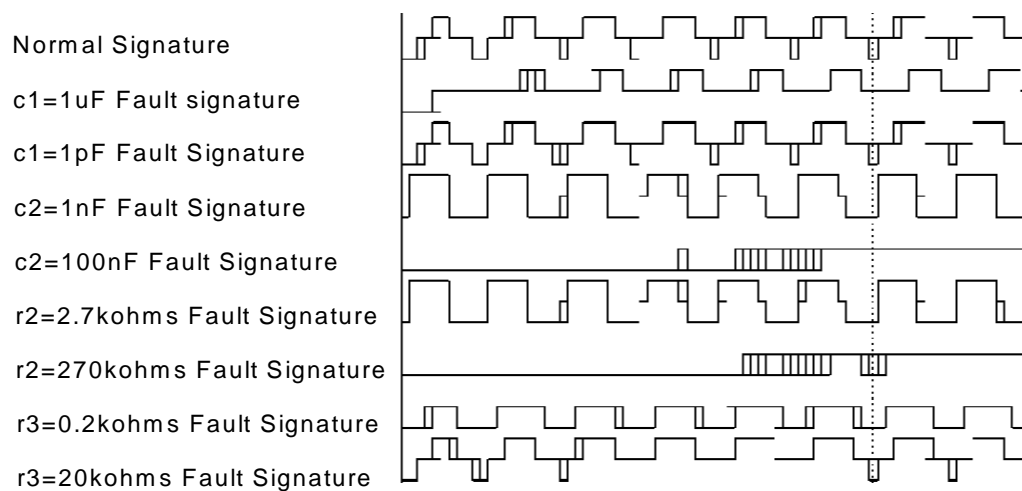 Normal Signature
c1=1uF Fault signature
c1=1pF Fault Signature
c2=1nF Fault Signature
c2=100nF Fault Signature
r2=2.7kohms Fault Signature
r2=270kohms Fault Signature
r3=0.2kohms Fault Signature
r3=20kohms Fault Signature